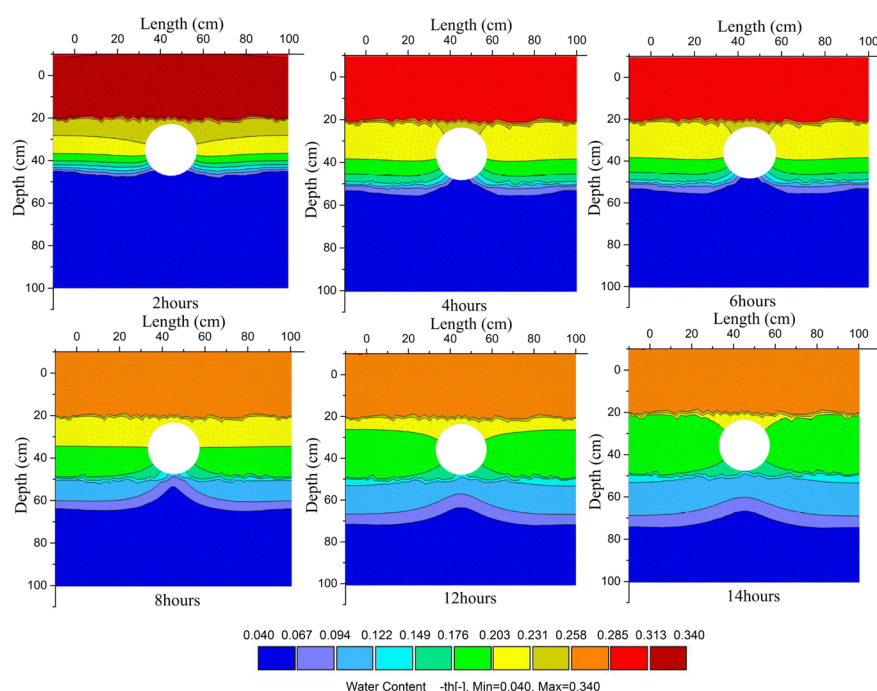 Length (cm) Length (cm) Length (cm)
0 20 40 60 80 100 0 20 40 60 80 100 0 20 40 60 80 100
Depth (cm) Depth (cm) Depth (cm)
0 0 0
20 20 20
40 40 40
60 60 60
80 80 80
100 100 100
2hours 4hours 6hours
Length (cm) Length (cm) Length (cm)
0 20 40 60 80 100 0 20 40 60 80 100 0 20 40 60 80 100
Depth (cm) Depth (cm) Depth (cm)
0 0 0
20 20 20
40 40 40
60 60 60
80 80 80
100 100 100
8hours 12hours 14hours
0.040 0.067 0.094 0.122 0.149 0.176 0.203 0.231 0.258 0.285 0.313 0.340
Water Content -th[-], Min=0.040, Max=0.340